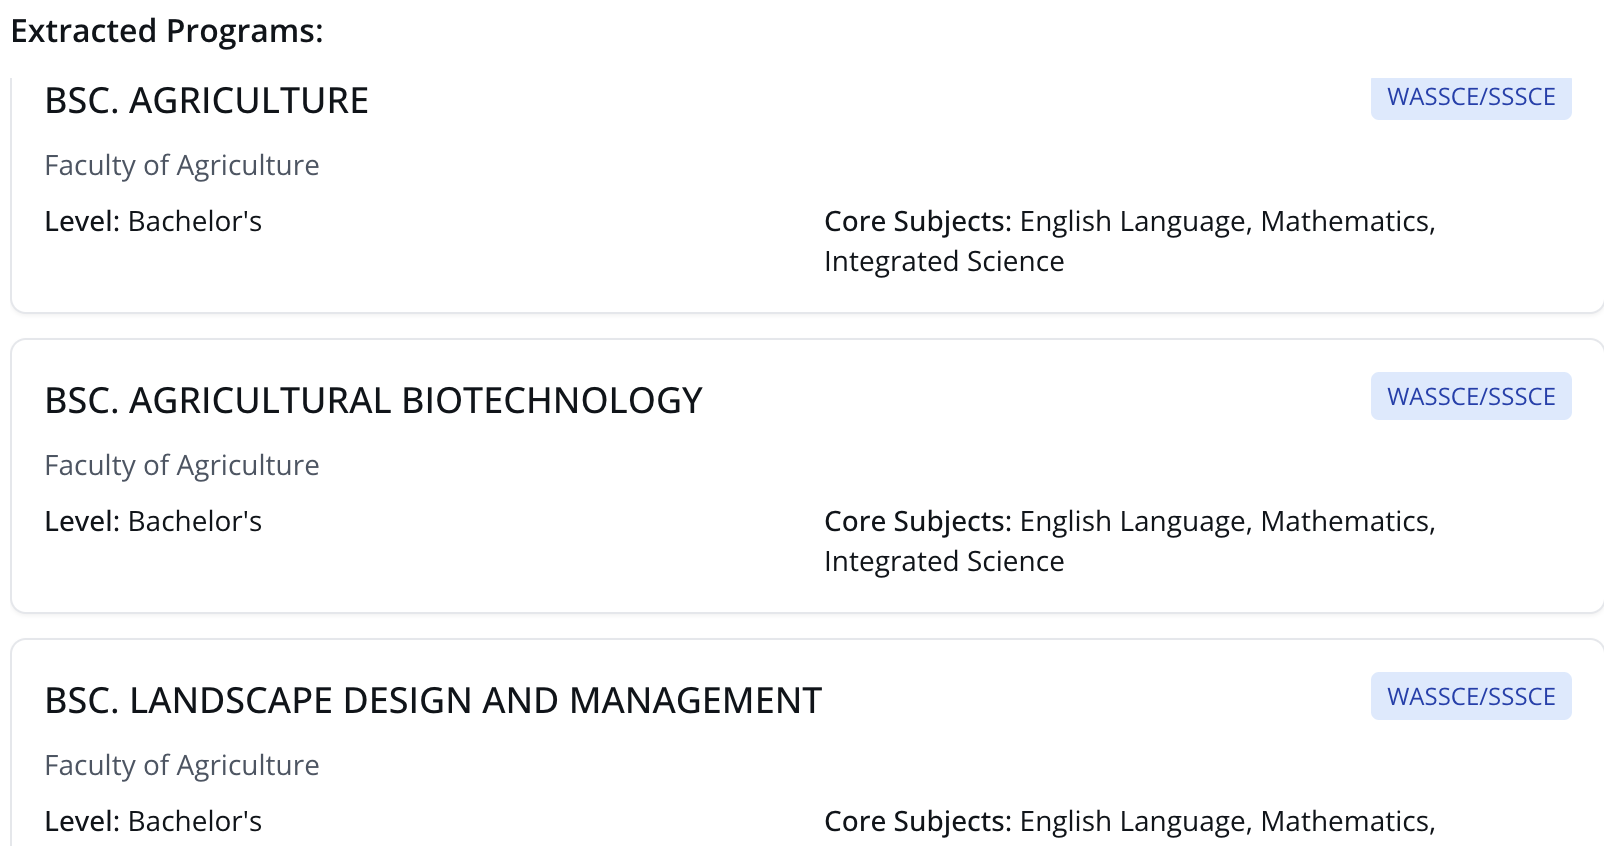 Extracted Programs:
BSC. AGRICULTURE
WASSCE/SSSCE
Faculty of Agriculture
Level: Bachelor's
Core Subjects: English Language, Mathematics,
Integrated Science
BSC. AGRICULTURAL BIOTECHNOLOGY
WASSCE/SSSCE
Faculty of Agriculture
Level: Bachelor's
Core Subjects: English Language, Mathematics,
Integrated Science
BSC. LANDSCAPE DESIGN AND MANAGEMENT
WASSCE/SSSCE
Faculty of Agriculture
Level: Bachelor's
Core Subjects: English Language, Mathematics,